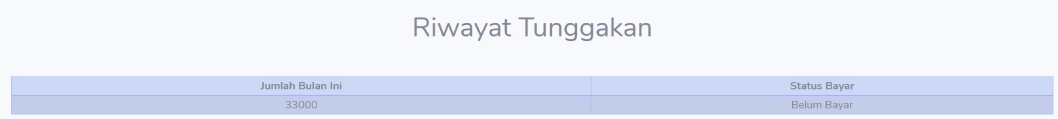 Riwayat Tunggakan
Jumlah Bulan Ini Status Bayar
33000 Belum Bayar